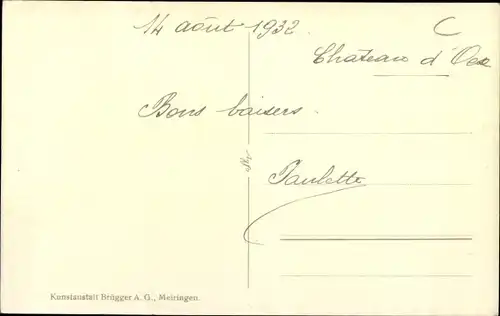 14 août 1932
C
Chateau d'Oex
Bons baisers.
Paulette
Kunstanstalt Brügger A. G., Meiringen.